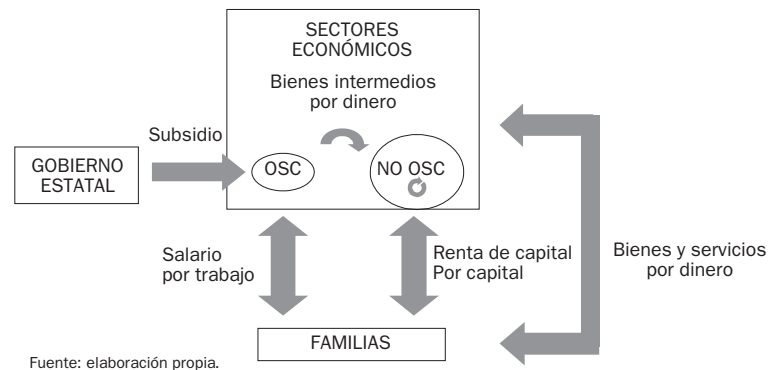 SECTORES
ECONÓMICOS
Bienes intermedios
por dinero
Subsidio
GOBIERNO
ESTATAL
OSC
NO OSC
Salario
por trabajo
Renta de capital
Por capital
Bienes y servicios
por dinero
FAMILIAS
Fuente: elaboración propia.